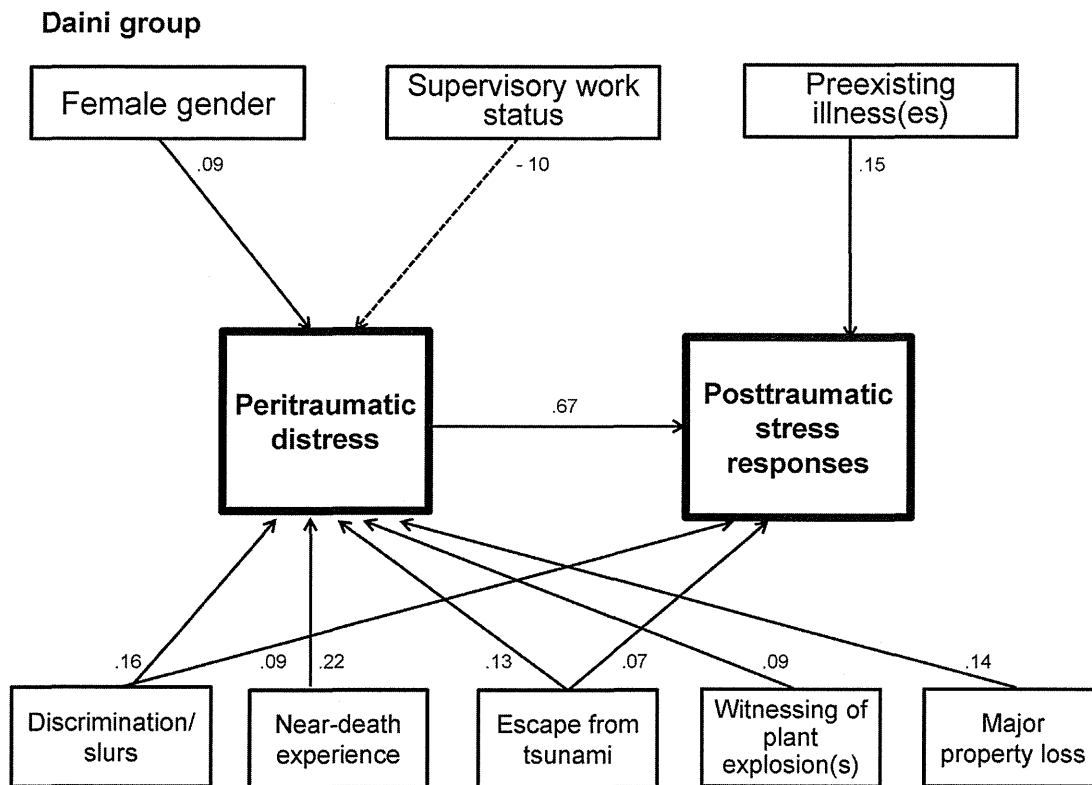 Daini group
Female gender
Supervisory work
status
Preexisting
illness(es)
.09
- 10
.15
Peritraumatic
distress
.67
Posttraumatic
stress
responses
.16
.09
.22
.13
.07
.09
.14
Discrimination/
slurs
Near-death
experience
Escape from
tsunami
Witnessing of
plant
explosion(s)
Major
property loss